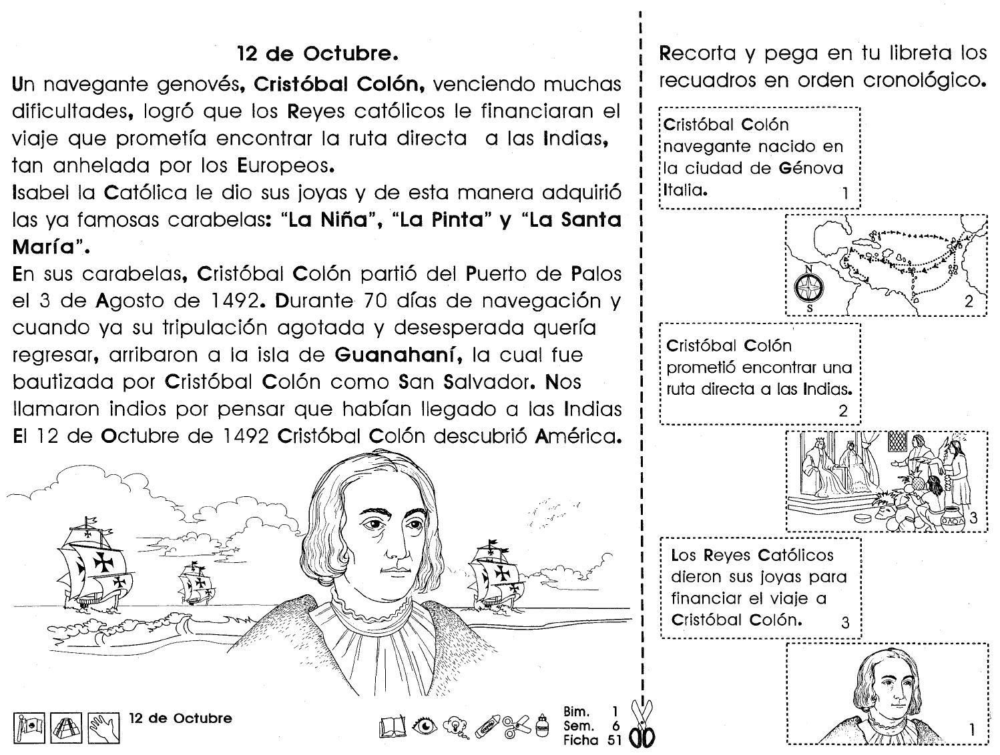 12 de Octubre.
Un navegante genovés, Cristóbal Colón, venciendo muchas
dificultades, logró que los Reyes católicos le financiaran el
viaje que prometía encontrar la ruta directa a las Indias,
tan anhelada por los Europeos.
Isabel la Católica le dio sus joyas y de esta manera adquirió
las ya famosas carabelas: “La Niña”, “La Pinta” y “La Santa
María”.
En sus carabelas, Cristóbal Colón partió del Puerto de Palos
el 3 de Agosto de 1492. Durante 70 días de navegación y
cuando ya su tripulación agotada y desesperada quería
regresar, arribaron a la isla de Guanahaní, la cual fue
bautizada por Cristóbal Colón como San Salvador. Nos
llamaron indios por pensar que habían llegado a las Indias
El 12 de Octubre de 1492 Cristóbal Colón descubrió América.
12 de Octubre
Bim. 1
Sem. 6
Ficha 51
Recorta y pega en tu libreta los
recuadros en orden cronológico.
Cristóbal Colón
navegante nacido en
la ciudad de Génova
Italia. 1
N
S
2
Cristóbal Colón
prometió encontrar una
ruta directa a las Indias.
2
3
Los Reyes Católicos
dieron sus joyas para
financiar el viaje a
Cristóbal Colón. 3
1